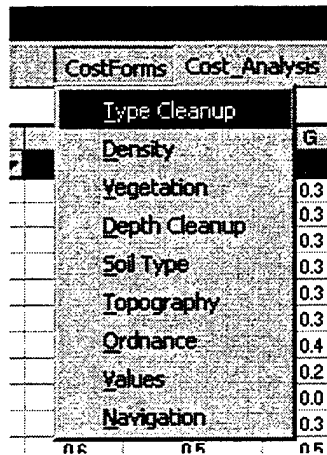 CostForms Cost_Analysis
Type Cleanup
G
Density
Vegetation
0.3
0.3
Depth Cleanup
0.3
Soil Type
0.3
Topography
0.3
0.3
Ordnance
0.4
Values
0.2
0.0
Navigation
0.3
0.6 0.5 0.5